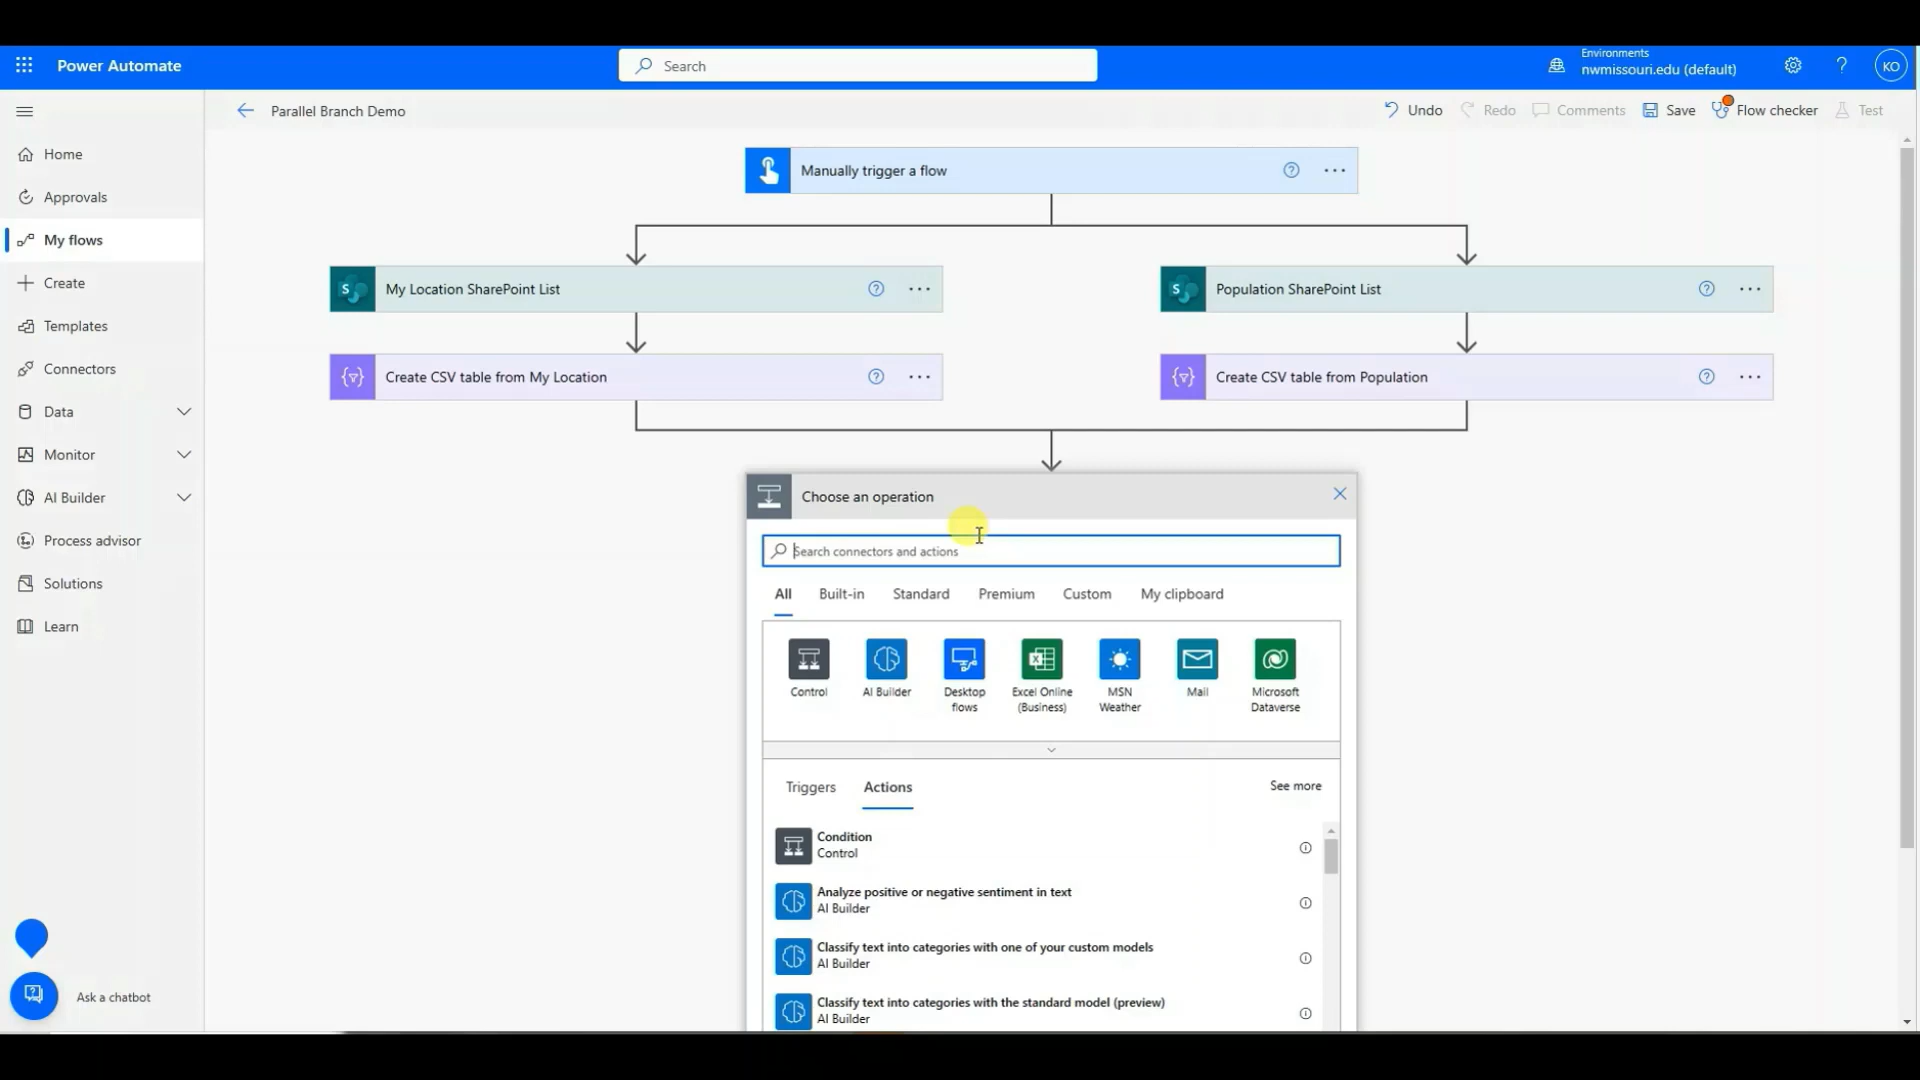 Power Automate
Search
Environments
nwmissouri.edu (default)
KO
Parallel Branch Demo
Undo
Redo
Comments
Save
Flow checker
Test
Home
Approvals
My flows
Create
Templates
Connectors
Data
Monitor
AI Builder
Process advisor
Solutions
Learn
Ask a chatbot
Manually trigger a flow
My Location SharePoint List
Population SharePoint List
Create CSV table from My Location
Create CSV table from Population
Choose an operation
Search connectors and actions
All
Built-in
Standard
Premium
Custom
My clipboard
Control
AI Builder
Desktop
flows
Excel Online
(Business)
MSN
Weather
Mail
Microsoft
Dataverse
Triggers
Actions
See more
Condition
Control
Analyze positive or negative sentiment in text
AI Builder
Classify text into categories with one of your custom models
AI Builder
Classify text into categories with the standard model (preview)
AI Builder